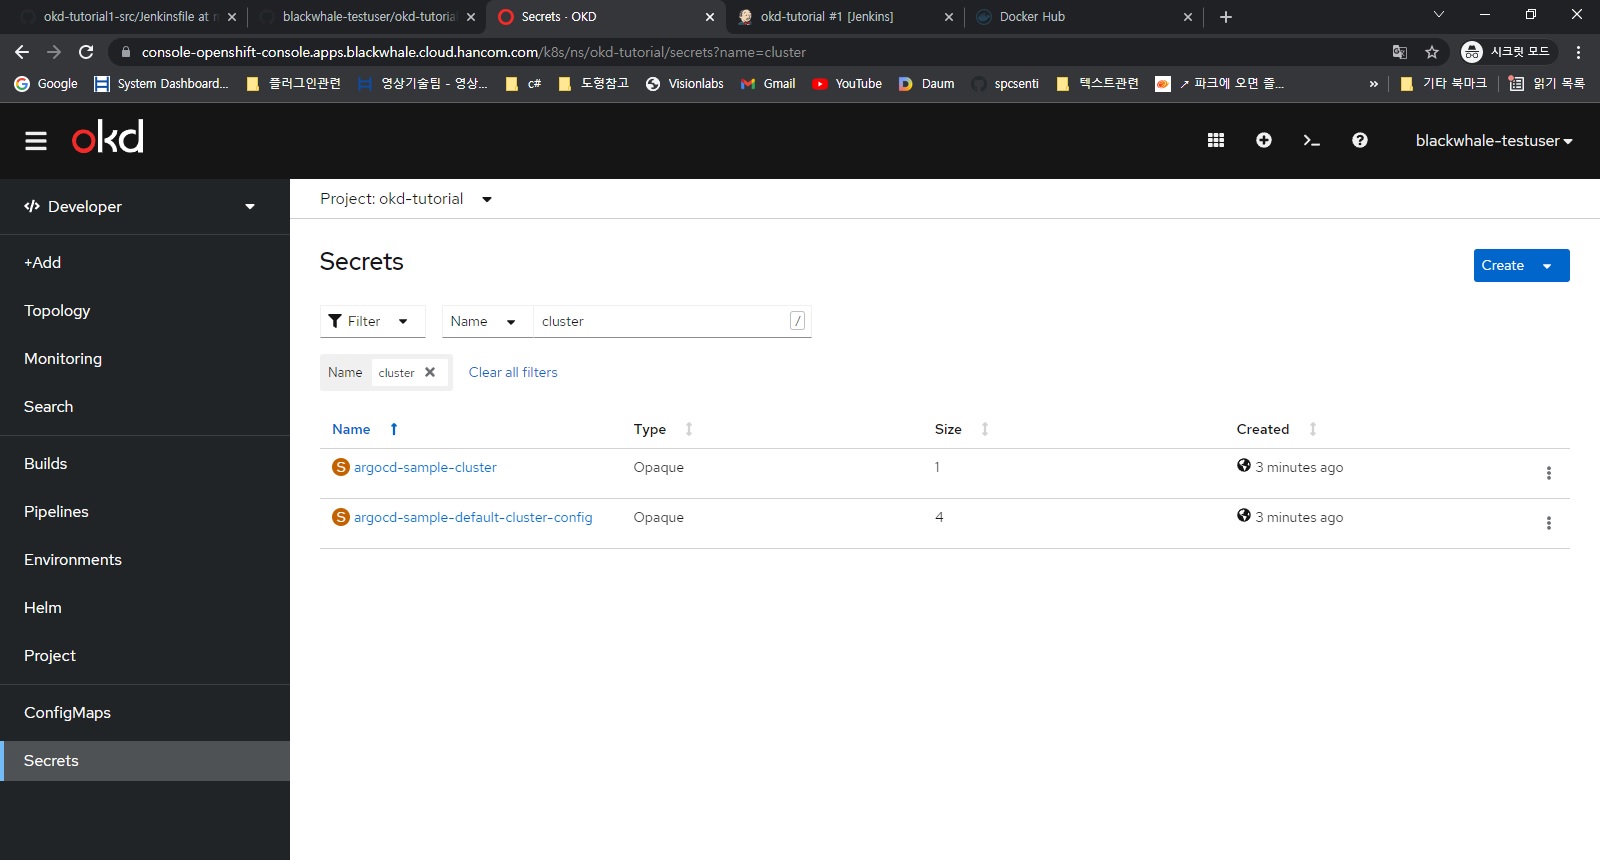 okd-tutorial1-src/Jenkinsfile at
blackwhale-testuser/okd-tutorial
Secrets · OKD
okd-tutorial #1 [Jenkins]
Docker Hub
console-openshift-console.apps.blackwhale.cloud.hancom.com/k8s/ns/okd-tutorial/secrets?name=cluster
시크릿 모드
Google
System Dashboard...
플러그인관련
영상기술팀 - 영상...
c#
도형참고
Visionlabs
Gmail
YouTube
Daum
spcsenti
텍스트관련
↗ 파크에 오면 즐...
»
기타 북마크
읽기 목록
okd
blackwhale-testuser
Developer
+Add
Topology
Monitoring
Search
Builds
Pipelines
Environments
Helm
Project
ConfigMaps
Secrets
Project: okd-tutorial
Secrets
Create
Filter
Name
cluster
/
Name
cluster
Clear all filters
Name Type Size Created
S argocd-sample-cluster Opaque 1 3 minutes ago
S argocd-sample-default-cluster-config Opaque 4 3 minutes ago